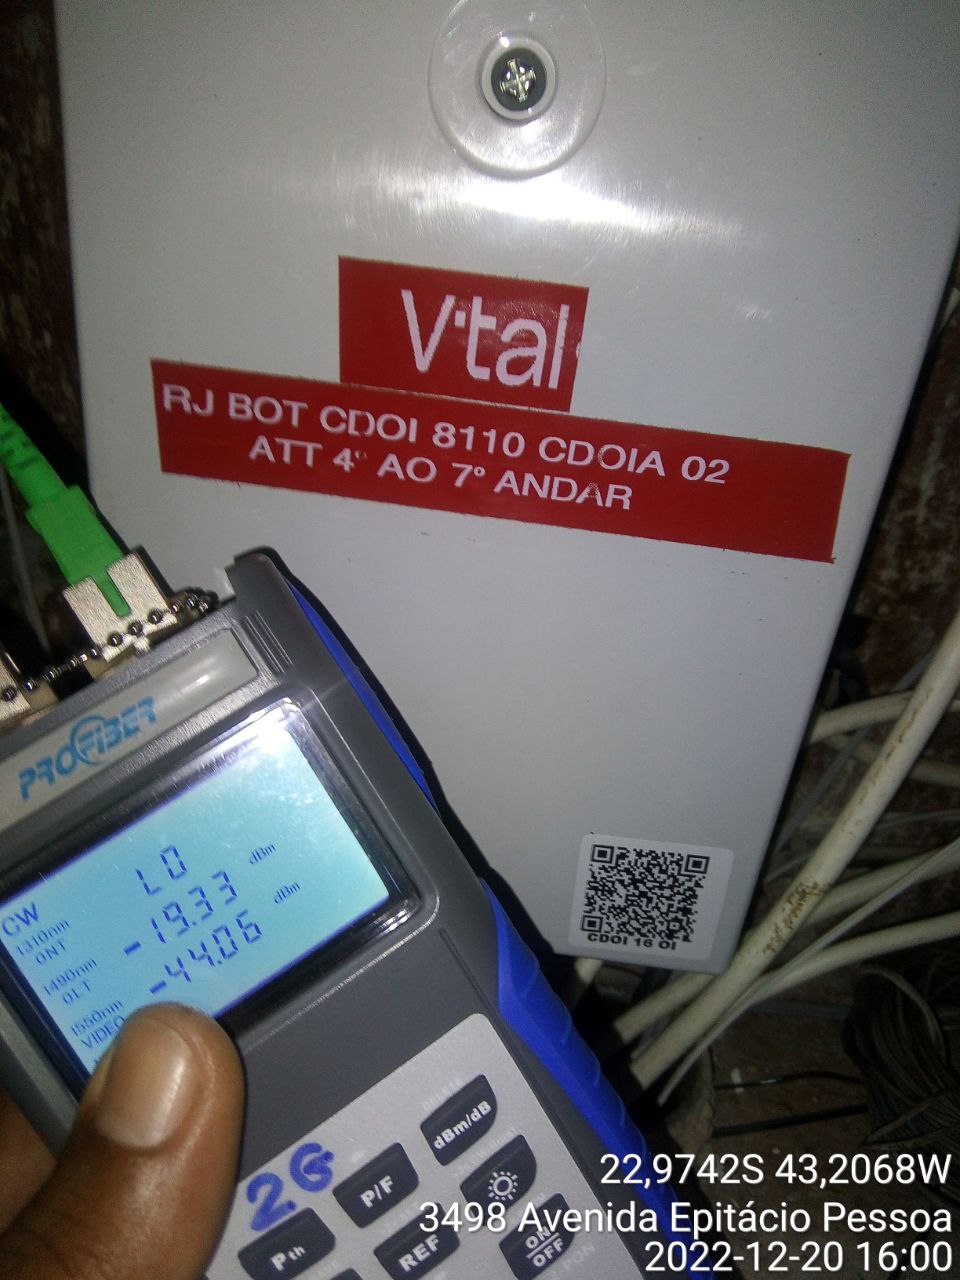 V·tal
RJ BOT CDOI 8110 CDOIA 02
ATT 4° AO 7° ANDAR
PROFIBER
CW
1310nm
ONT
LO
dBm
1490nm
OLT
-19.33
dBm
1550nm
VIDEO
-44.06
CDOI 16 OI
dBm/dB
P/F
2G
Pth
REF
ON/OFF
22,9742S 43,2068W
3498 Avenida Epitácio Pessoa
2022-12-20 16:00